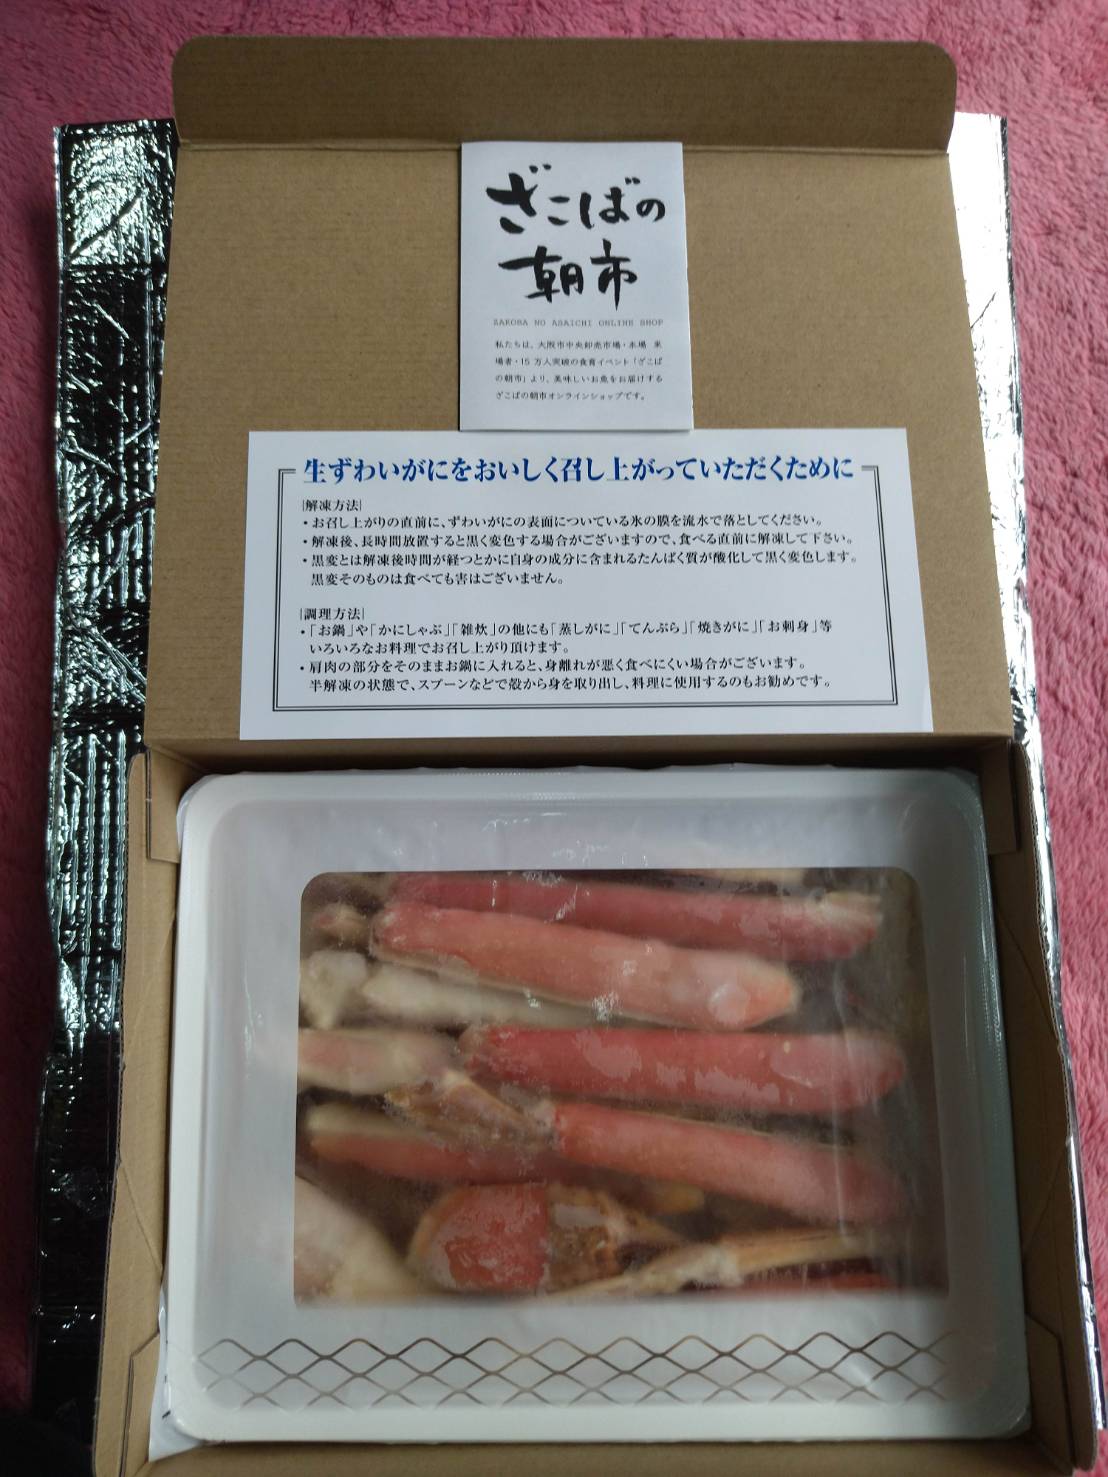 ざこばの
朝市
ZAKOBA NO ASAICHI ONLINE SHOP
私たちは、大阪市中央卸売市場・本場 来
場者・15 万人突破の食育イベント「ざこば
の朝市」より、美味しいお魚をお届けする
ざこばの朝市オンラインショップです。
生ずわいがにをおいしく召し上がっていただくために
|解凍方法|
・お召し上がりの直前に、ずわいがにの表面についている氷の膜を流水で落としてください。
・解凍後、長時間放置すると黒く変色する場合がございますので、食べる直前に解凍して下さい。
・黒変とは解凍後時間が経つとかに自身の成分に含まれるたんぱく質が酸化して黒く変色します。
黒変そのものは食べても害はございません。
|調理方法|
・「お鍋」や「かにしゃぶ」「雑炊」の他にも「蒸しがに」「てんぷら」「焼きがに」「お刺身」等
いろいろなお料理でお召し上がり頂けます。
・肩肉の部分をそのままお鍋に入れると、身離れが悪く食べにくい場合がございます。
半解凍の状態で、スプーンなどで殻から身を取り出し、料理に使用するのもお勧めです。